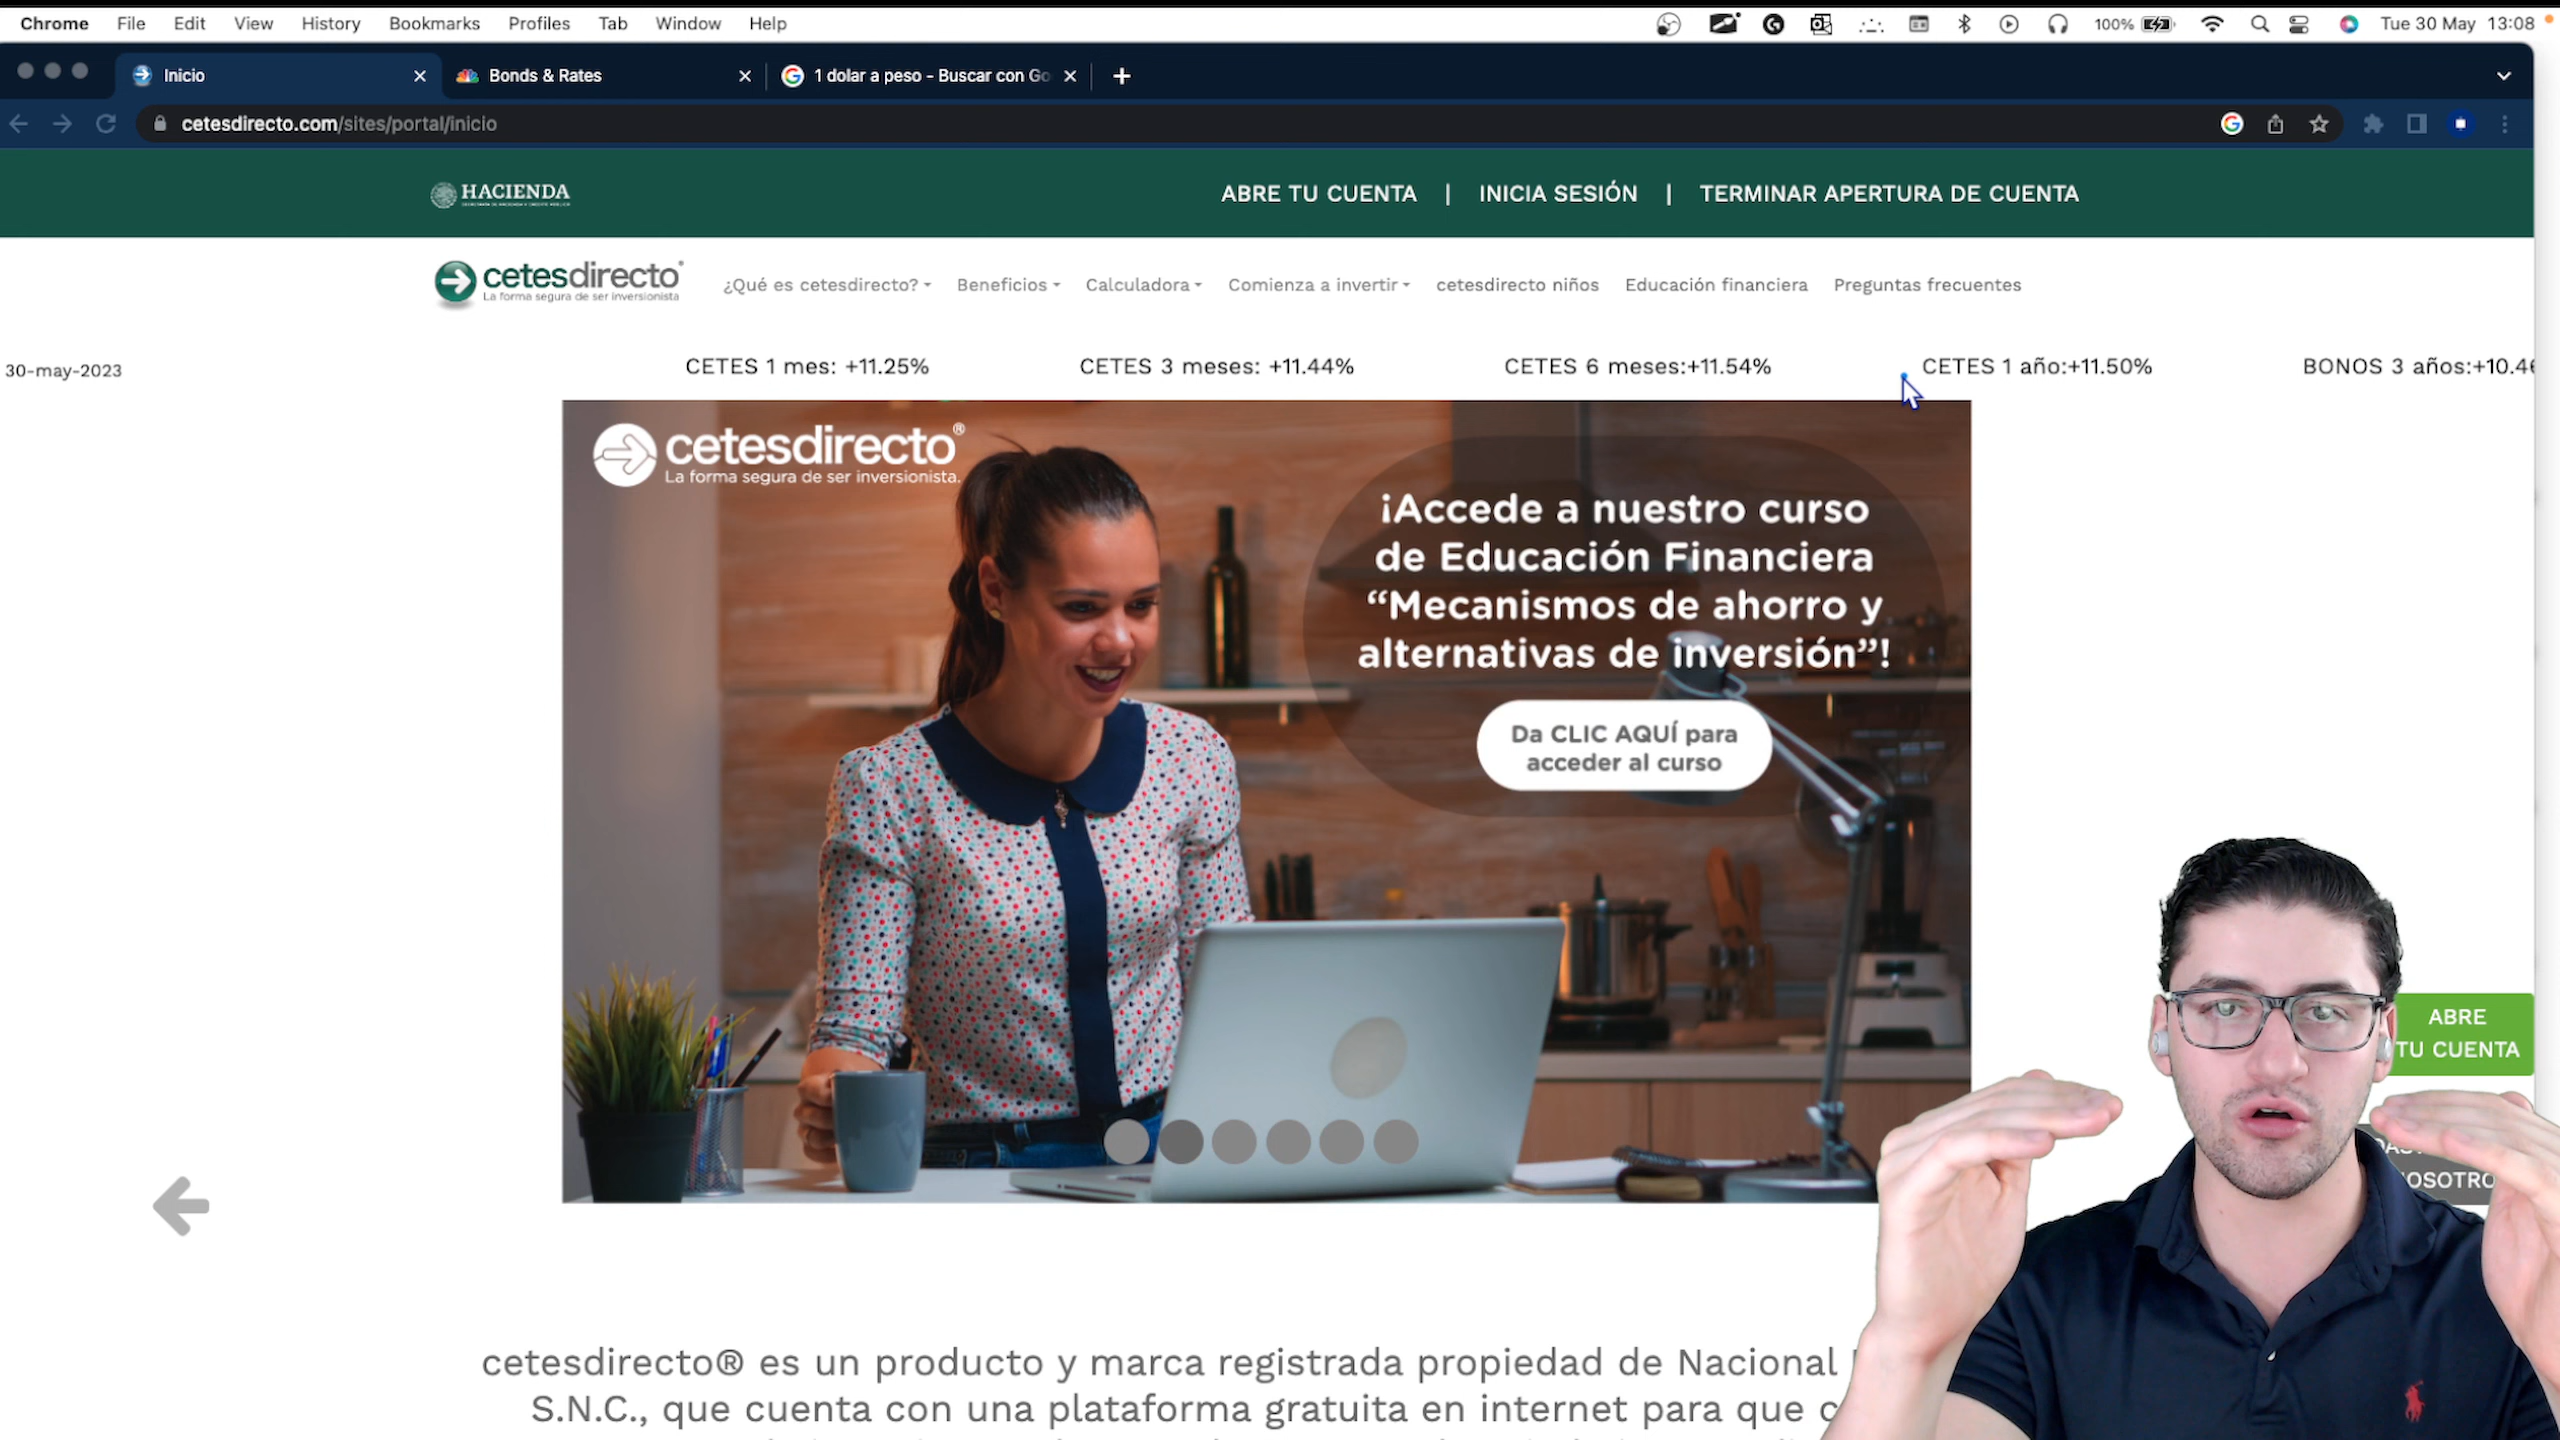 Chrome File Edit View History Bookmarks Profiles Tab Window Help 100% Tue 30 May 13:08
Inicio Bonds & Rates 1 dolar a peso - Buscar con Go
cetesdirecto.com/sites/portal/inicio
HACIENDA ABRE TU CUENTA | INICIA SESIÓN | TERMINAR APERTURA DE CUENTA
cetesdirecto
La forma segura de ser inversionista
¿Qué es cetesdirecto? Beneficios Calculadora Comienza a invertir cetesdirecto niños Educación financiera Preguntas frecuentes
30-may-2023 CETES 1 mes: +11.25% CETES 3 meses: +11.44% CETES 6 meses:+11.54% CETES 1 año:+11.50% BONOS 3 años:+10.46
cetesdirecto®
La forma segura de ser inversionista.
¡Accede a nuestro curso
de Educación Financiera
“Mecanismos de ahorro y
alternativas de inversión”!
Da CLIC AQUÍ para
acceder al curso
ABRE
TU CUENTA
cetesdirecto® es un producto y marca registrada propiedad de Nacional
S.N.C., que cuenta con una plataforma gratuita en internet para que c